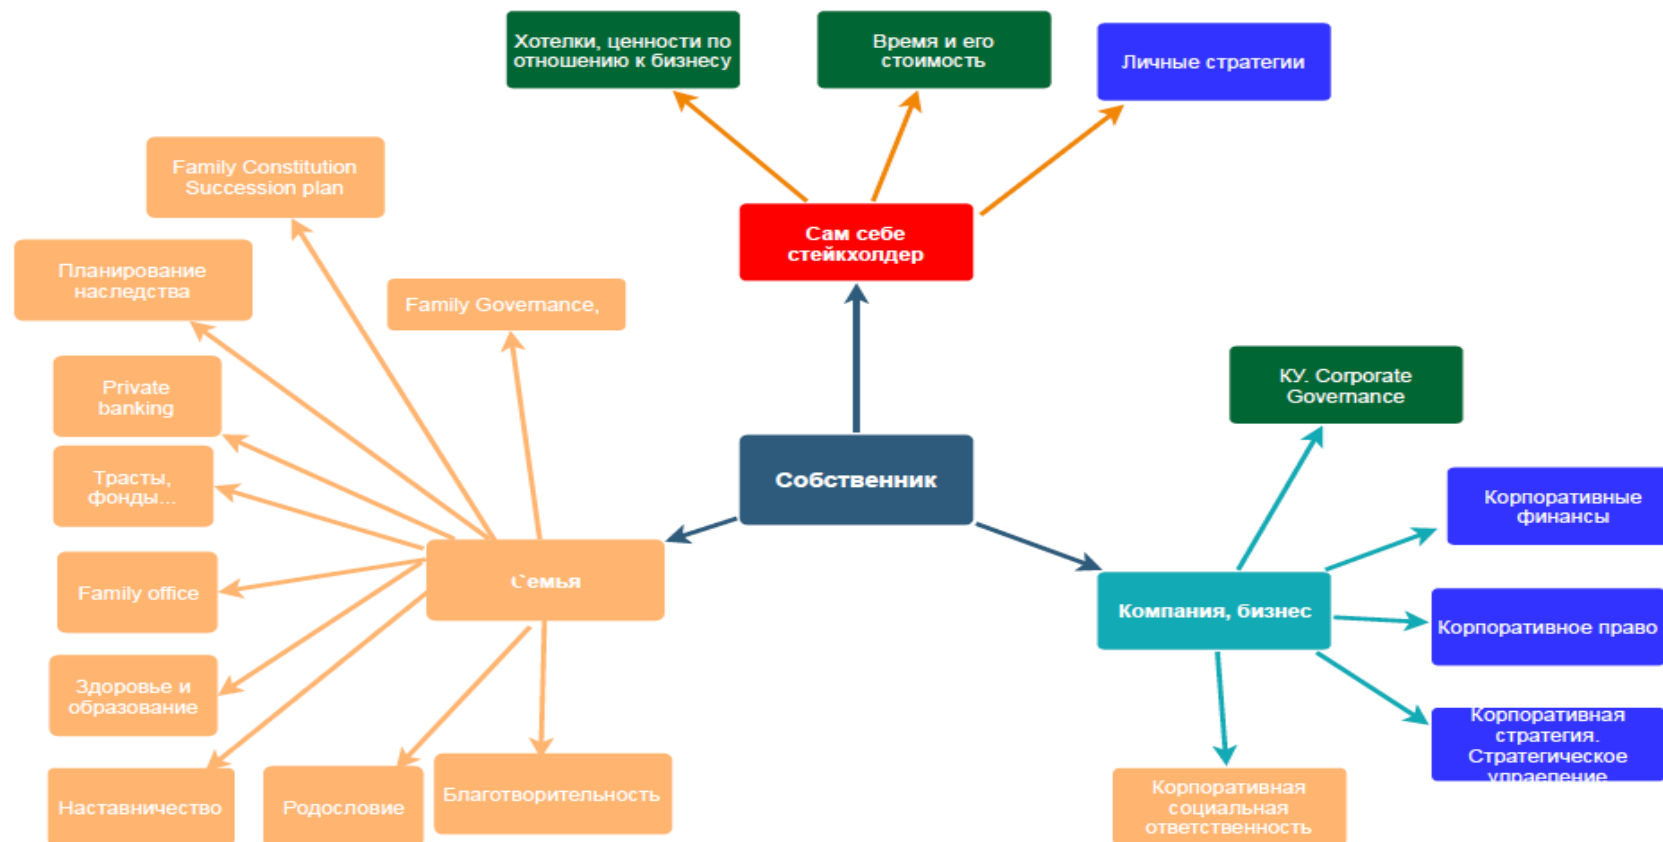 Хотелки, ценности по
отношению к бизнесу
Время и его
стоимость
Личные стратегии
Family Constitution
Succession plan
Сам себе
стейкхолдер
Планирование
наследства
Family Governance,
Private
banking
КУ. Corporate
Governance
Трасты,
фонды...
Собственник
Корпоративные
финансы
Family office
Семья
Компания, бизнес
Корпоративное право
Здоровье и
образование
Корпоративная
стратегия.
Стратегическое
управление
Наставничество
Родословие
Благотворительность
Корпоративная
социальная
ответственность